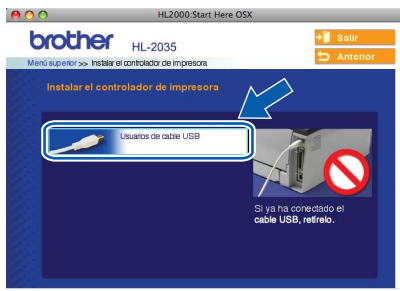 HL2000:Start Here OSX
brother
HL-2035
Salir
Menú superior >> Instalar el controlador de impresora
Anterior
Instalar el controlador de impresora
Usuarios de cable USB
Si ya ha conectado el
cable USB, retírelo.